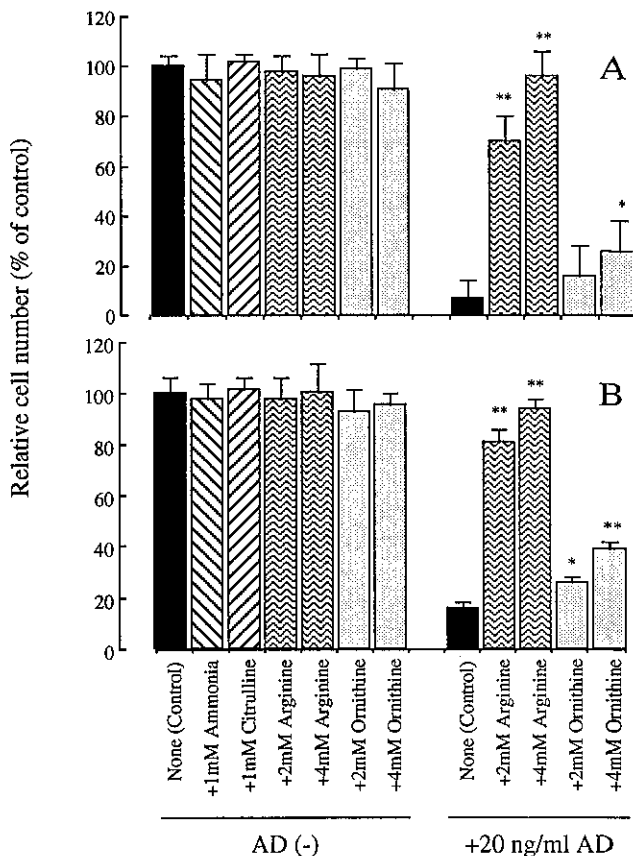 Relative cell number (% of control)
120
100
80
60
40
20
0
**
**
*
A
120
100
80
60
40
20
0
**
**
*
**
B
None (Control)
+1mM Ammonia
+1mM Citrulline
+2mM Arginine
+4mM Arginine
+2mM Ornithine
+4mM Ornithine
None (Control)
+2mM Arginine
+4mM Arginine
+2mM Ornithine
+4mM Ornithine
AD (-)
+20 ng/ml AD